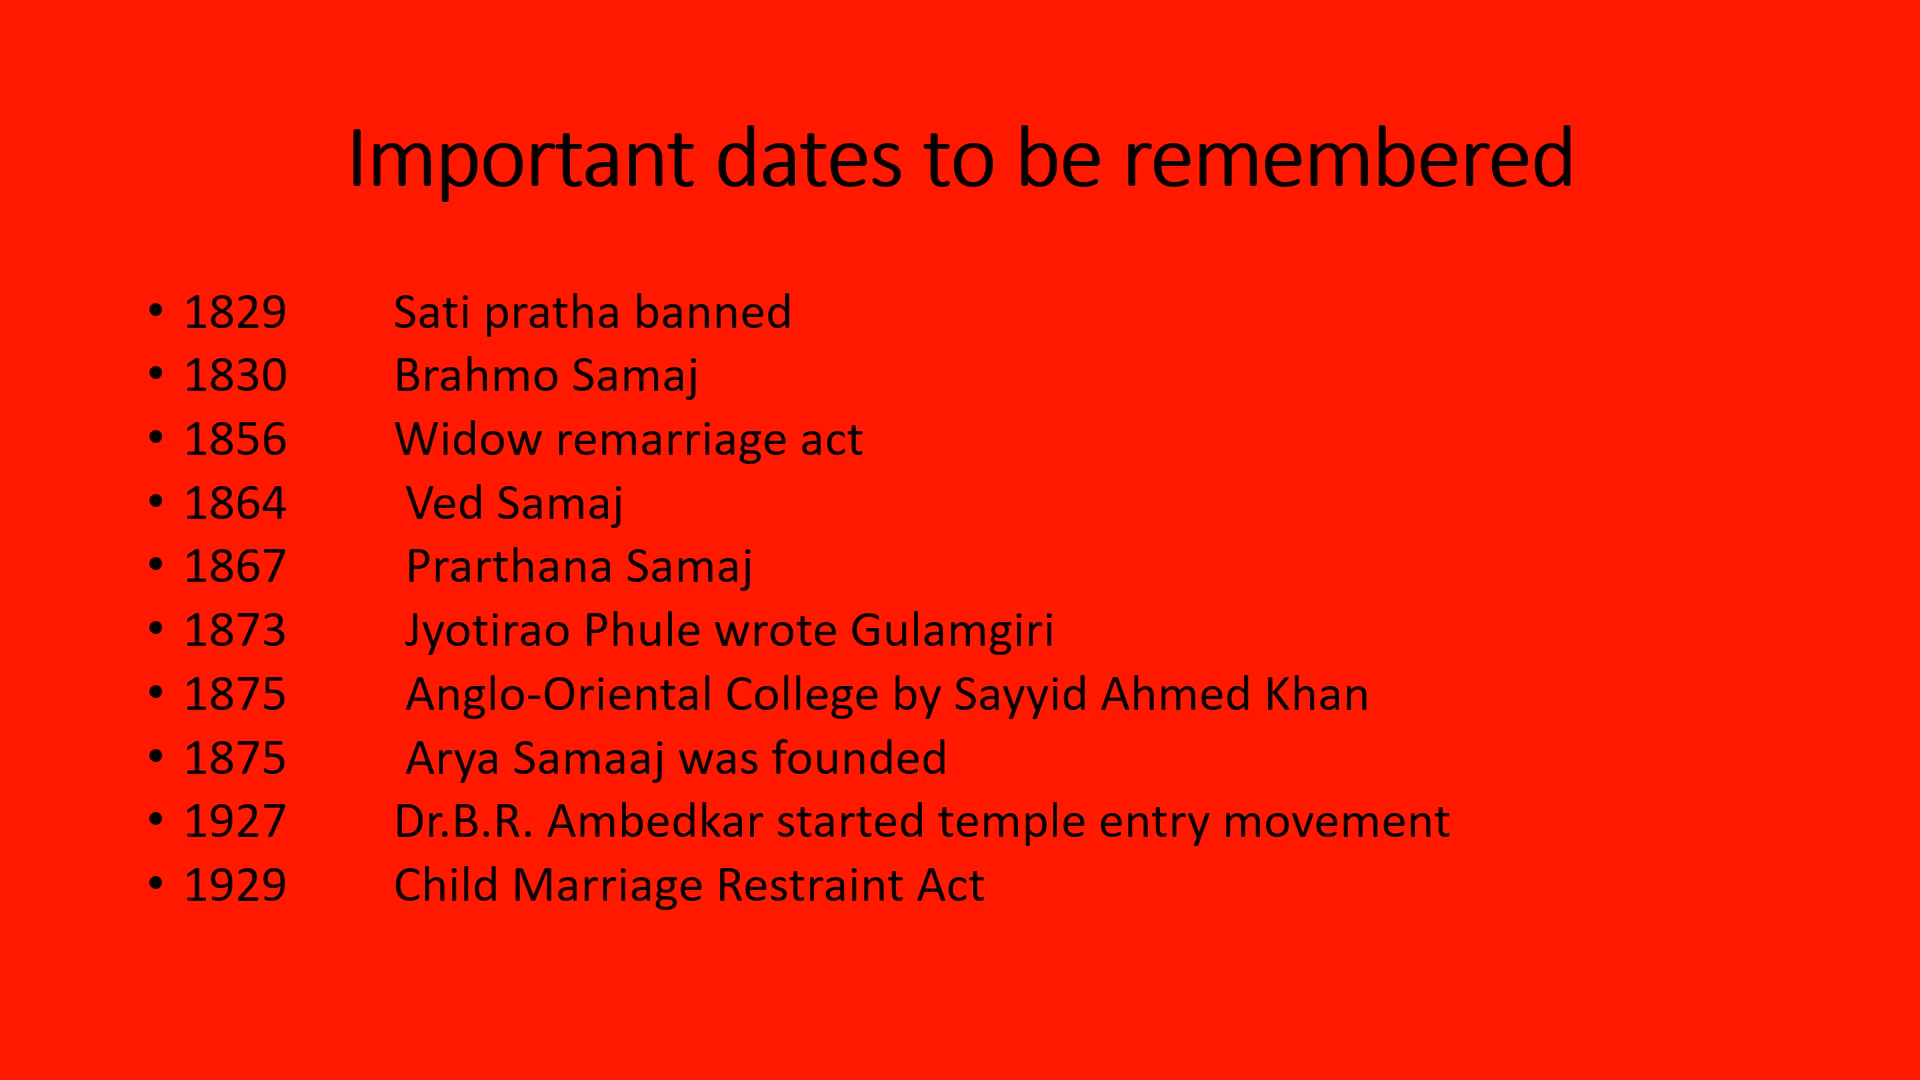 Important dates to be remembered
• 1829 Sati pratha banned
• 1830 Brahmo Samaj
• 1856 Widow remarriage act
• 1864 Ved Samaj
• 1867 Prarthana Samaj
• 1873 Jyotirao Phule wrote Gulamgiri
• 1875 Anglo-Oriental College by Sayyid Ahmed Khan
• 1875 Arya Samaaj was founded
• 1927 Dr.B.R. Ambedkar started temple entry movement
• 1929 Child Marriage Restraint Act